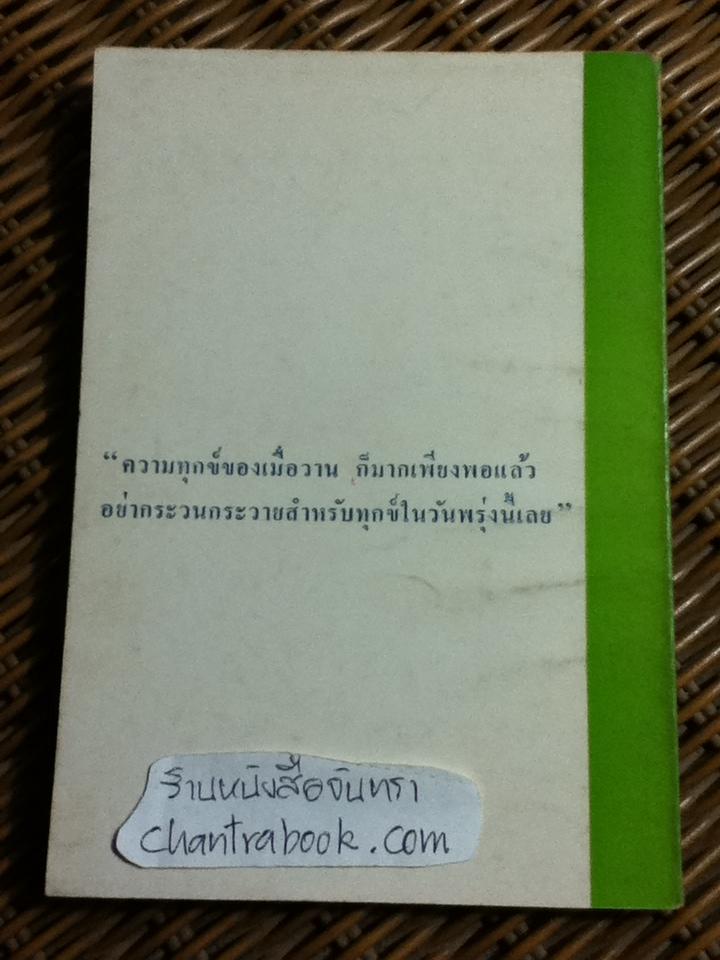 “ ความทุกข์ของเมื่อวาน ก็มากเพียงพอแล้ว
อย่ากระวนกระวายสำหรับทุกข์ในวันพรุ่งนี้เลย ”
ร้านหนังสือจันทรา
chantrabook.com